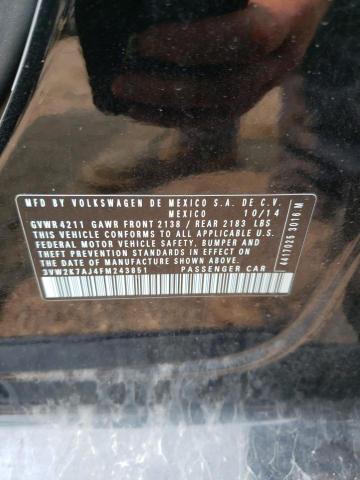 MFD BY VOLKSWAGEN DE MEXICO S.A. DE C.V.
MEXICO 10/14
GVWR 4211 GAWR FRONT 2138 / REAR 2183 LBS
THIS VEHICLE CONFORMS TO ALL APPLICABLE U.S.
FEDERAL MOTOR VEHICLE SAFETY, BUMPER AND
THEFT PREVENTION STANDARDS IN EFFECT
ON THE DATE OF MANUFACTURE SHOWN ABOVE.
3VW2K7AJ4FM243851 PASSENGER CAR
4417025 3016 M